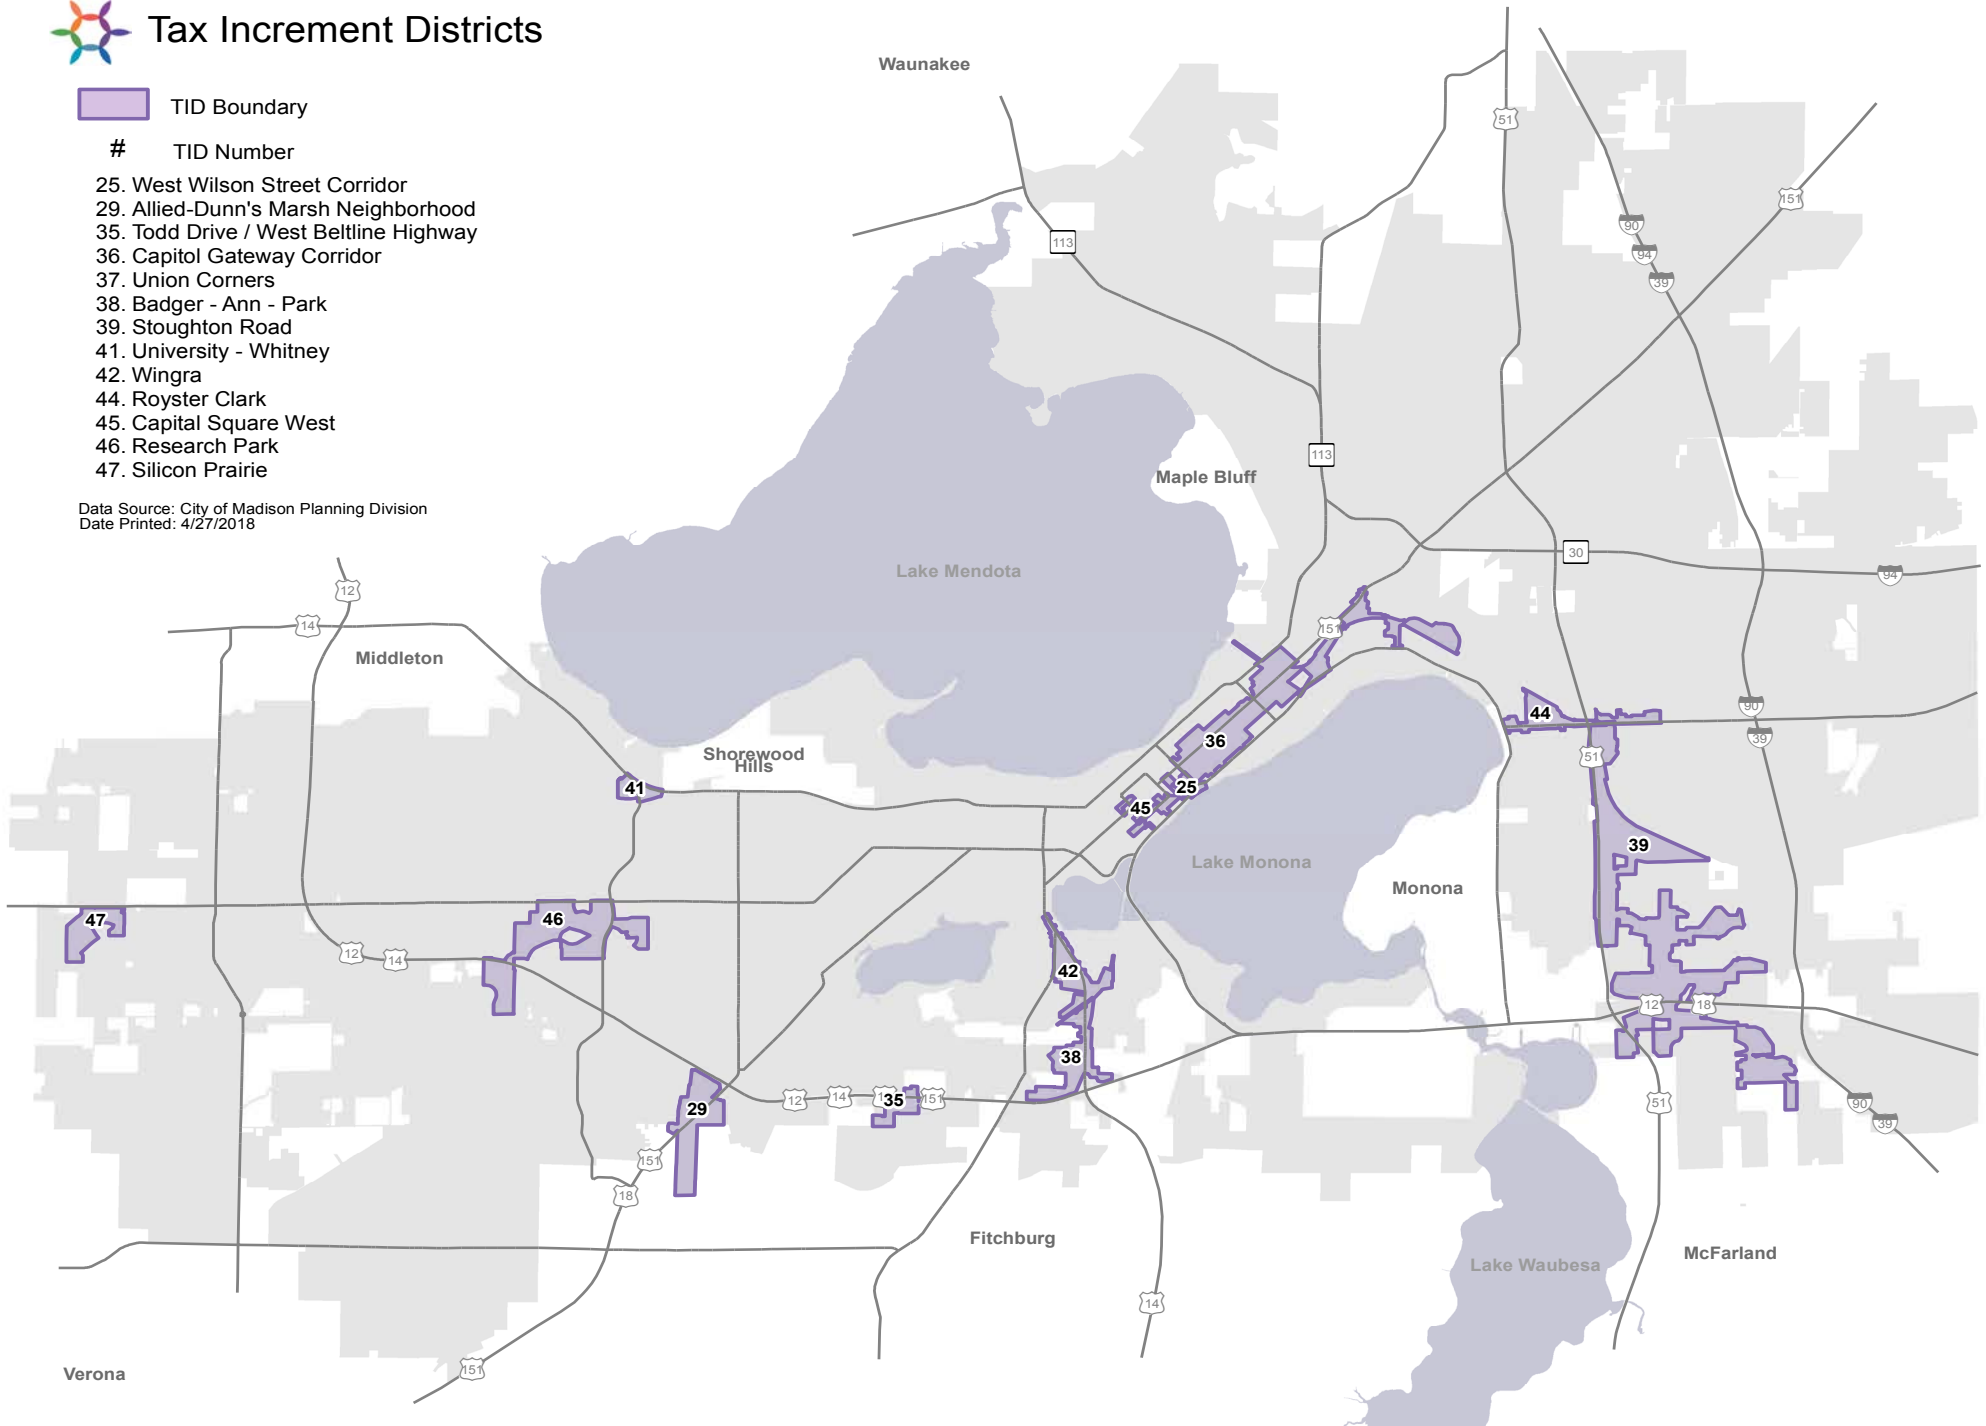 Tax Increment Districts
TID Boundary
# TID Number
25. West Wilson Street Corridor
29. Allied-Dunn's Marsh Neighborhood
35. Todd Drive / West Beltline Highway
36. Capitol Gateway Corridor
37. Union Corners
38. Badger - Ann - Park
39. Stoughton Road
41. University - Whitney
42. Wingra
44. Royster Clark
45. Capital Square West
46. Research Park
47. Silicon Prairie
Data Source: City of Madison Planning Division
Date Printed: 4/27/2018
Waunakee
51
151
90
94
39
113
113
Maple Bluff
30
94
Lake Mendota
12
14
Middleton
151
44
90
39
51
36
Shorewood
Hills
41
25
45
39
Lake Monona
Monona
47
46
12
14
42
12
18
38
29
12
14
35
151
51
90
39
151
18
Fitchburg
McFarland
Lake Waubesa
14
151
Verona